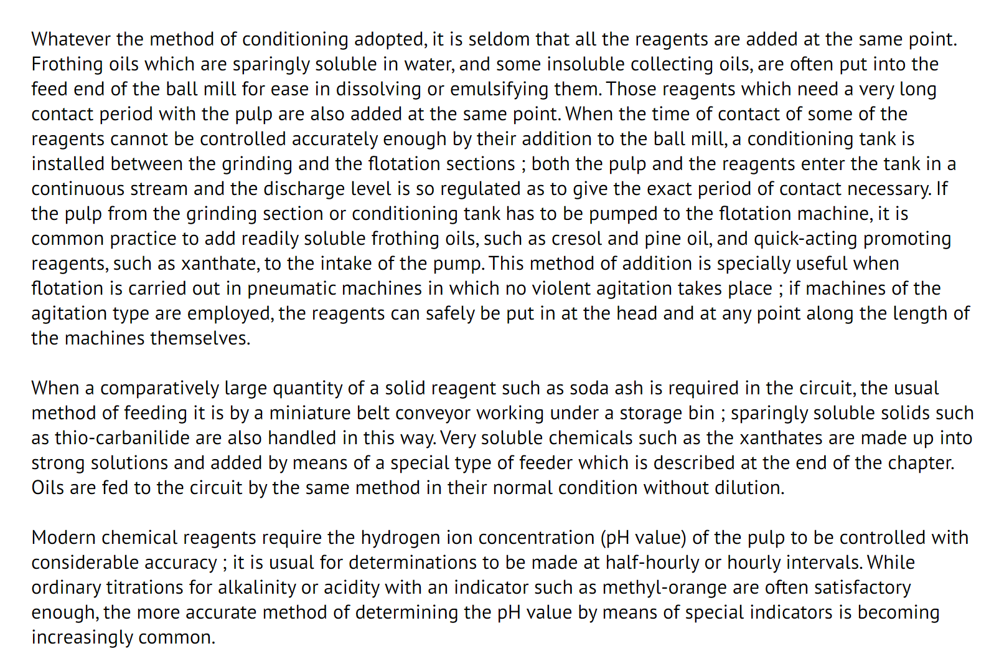 Whatever the method of conditioning adopted, it is seldom that all the reagents are added at the same point.
Frothing oils which are sparingly soluble in water, and some insoluble collecting oils, are often put into the
feed end of the ball mill for ease in dissolving or emulsifying them. Those reagents which need a very long
contact period with the pulp are also added at the same point. When the time of contact of some of the
reagents cannot be controlled accurately enough by their addition to the ball mill, a conditioning tank is
installed between the grinding and the flotation sections ; both the pulp and the reagents enter the tank in a
continuous stream and the discharge level is so regulated as to give the exact period of contact necessary. If
the pulp from the grinding section or conditioning tank has to be pumped to the flotation machine, it is
common practice to add readily soluble frothing oils, such as cresol and pine oil, and quick-acting promoting
reagents, such as xanthate, to the intake of the pump. This method of addition is specially useful when
flotation is carried out in pneumatic machines in which no violent agitation takes place ; if machines of the
agitation type are employed, the reagents can safely be put in at the head and at any point along the length of
the machines themselves.

When a comparatively large quantity of a solid reagent such as soda ash is required in the circuit, the usual
method of feeding it is by a miniature belt conveyor working under a storage bin ; sparingly soluble solids such
as thio-carbanilide are also handled in this way. Very soluble chemicals such as the xanthates are made up into
strong solutions and added by means of a special type of feeder which is described at the end of the chapter.
Oils are fed to the circuit by the same method in their normal condition without dilution.

Modern chemical reagents require the hydrogen ion concentration (pH value) of the pulp to be controlled with
considerable accuracy ; it is usual for determinations to be made at half-hourly or hourly intervals. While
ordinary titrations for alkalinity or acidity with an indicator such as methyl-orange are often satisfactory
enough, the more accurate method of determining the pH value by means of special indicators is becoming
increasingly common.